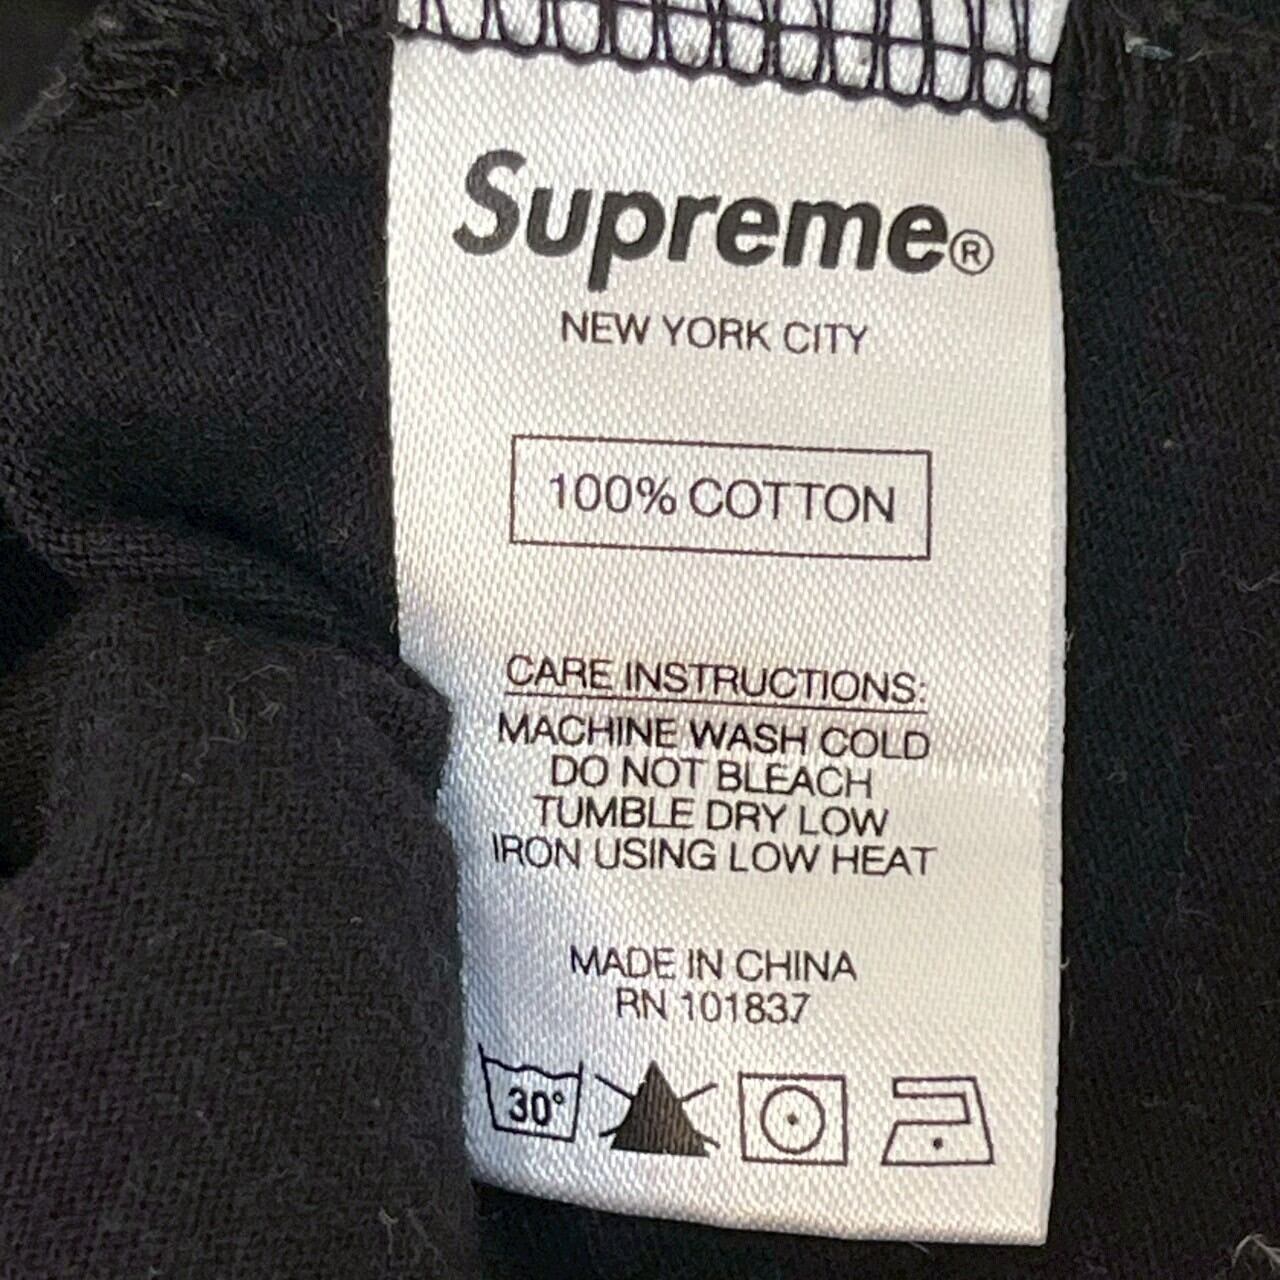 Supreme®
NEW YORK CITY
100% COTTON
CARE INSTRUCTIONS:
MACHINE WASH COLD
DO NOT BLEACH
TUMBLE DRY LOW
IRON USING LOW HEAT
MADE IN CHINA
RN 101837
30°